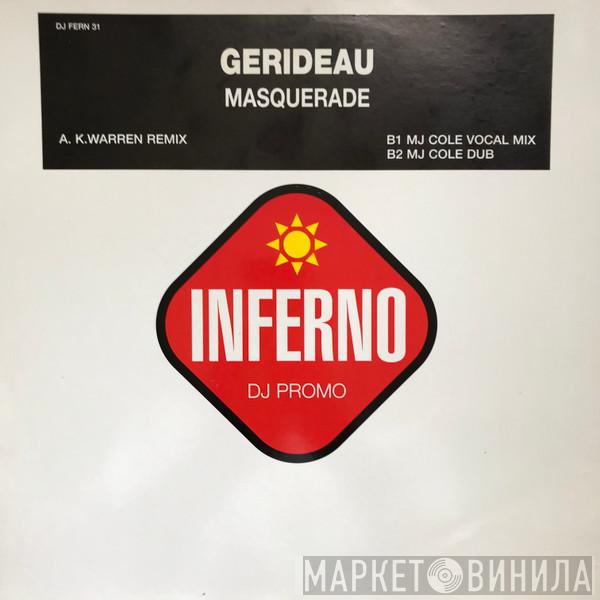 DJ FERN 31
GERIDEAU
MASQUERADE
A. K.WARREN REMIX
B1 MJ COLE VOCAL MIX
B2 MJ COLE DUB
INFERNO
DJ PROMO
МАРКЕТ ВИНИЛА